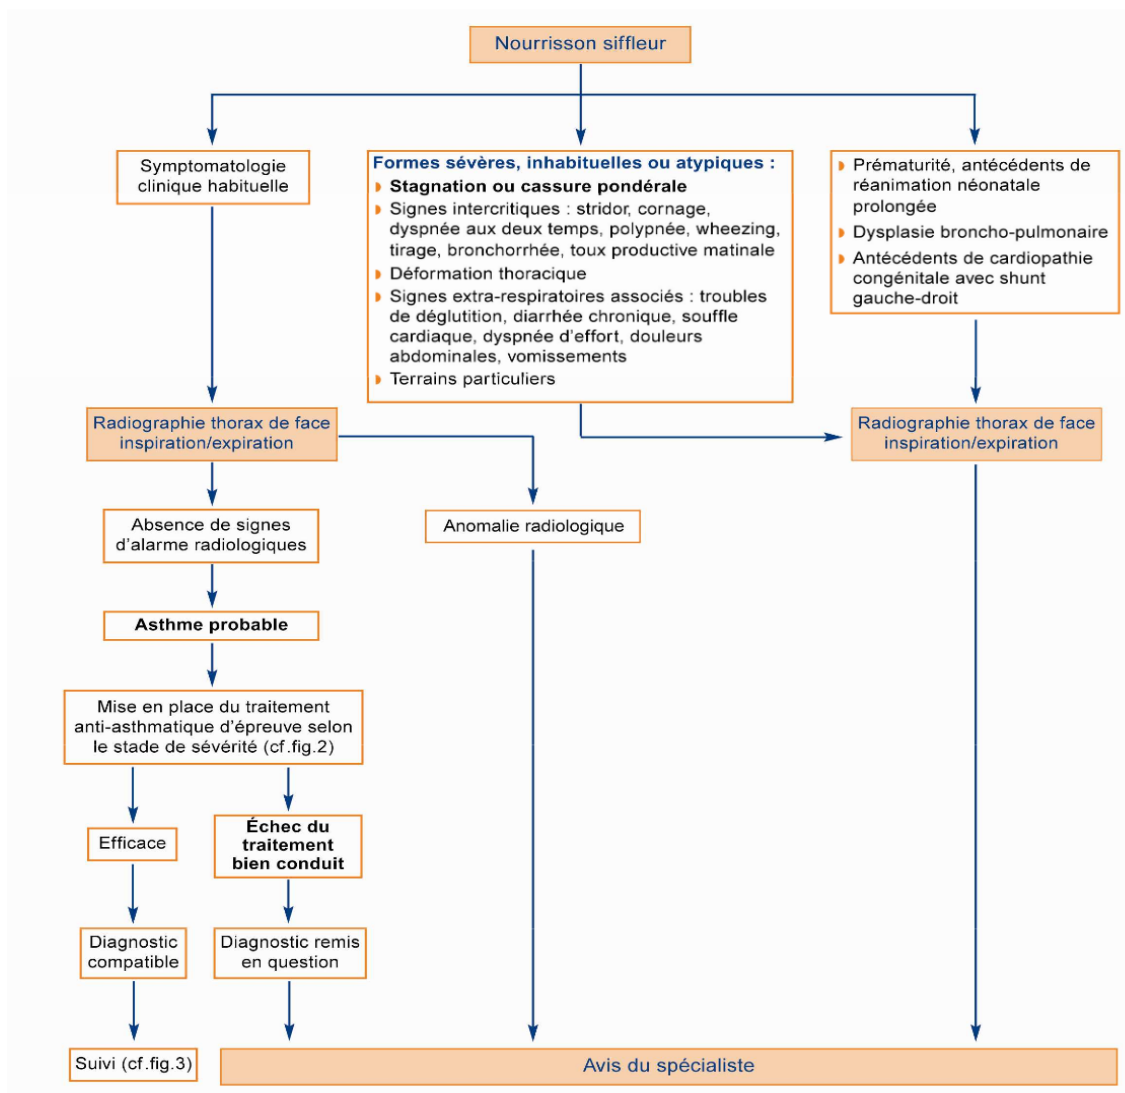 Nourrisson siffleur
Symptomatologie
clinique habituelle
Formes sévères, inhabituelles ou atypiques :
Stagnation ou cassure pondérale
Signes intercritiques : stridor, cornage,
dyspnée aux deux temps, polypnée, wheezing,
tirage, bronchorrhée, toux productive matinale
Déformation thoracique
Signes extra-respiratoires associés : troubles
de déglutition, diarrhée chronique, souffle
cardiaque, dyspnée d'effort, douleurs
abdominales, vomissements
Terrains particuliers
Prématurité, antécédents de
réanimation néonatale
prolongée
Dysplasie broncho-pulmonaire
Antécédents de cardiopathie
congénitale avec shunt
gauche-droit
Radiographie thorax de face
inspiration/expiration
Radiographie thorax de face
inspiration/expiration
Absence de signes
d'alarme radiologiques
Anomalie radiologique
Asthme probable
Mise en place du traitement
anti-asthmatique d'épreuve selon
le stade de sévérité (cf.fig.2)
Efficace
Échec du
traitement
bien conduit
Diagnostic
compatible
Diagnostic remis
en question
Suivi (cf.fig.3)
Avis du spécialiste